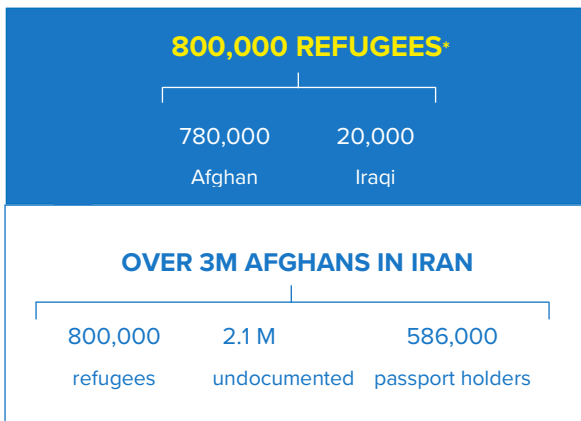 800,000 REFUGEES*
780,000 20,000
Afghan Iraqi
OVER 3M AFGHANS IN IRAN
800,000 2.1 M 586,000
refugees undocumented passport holders